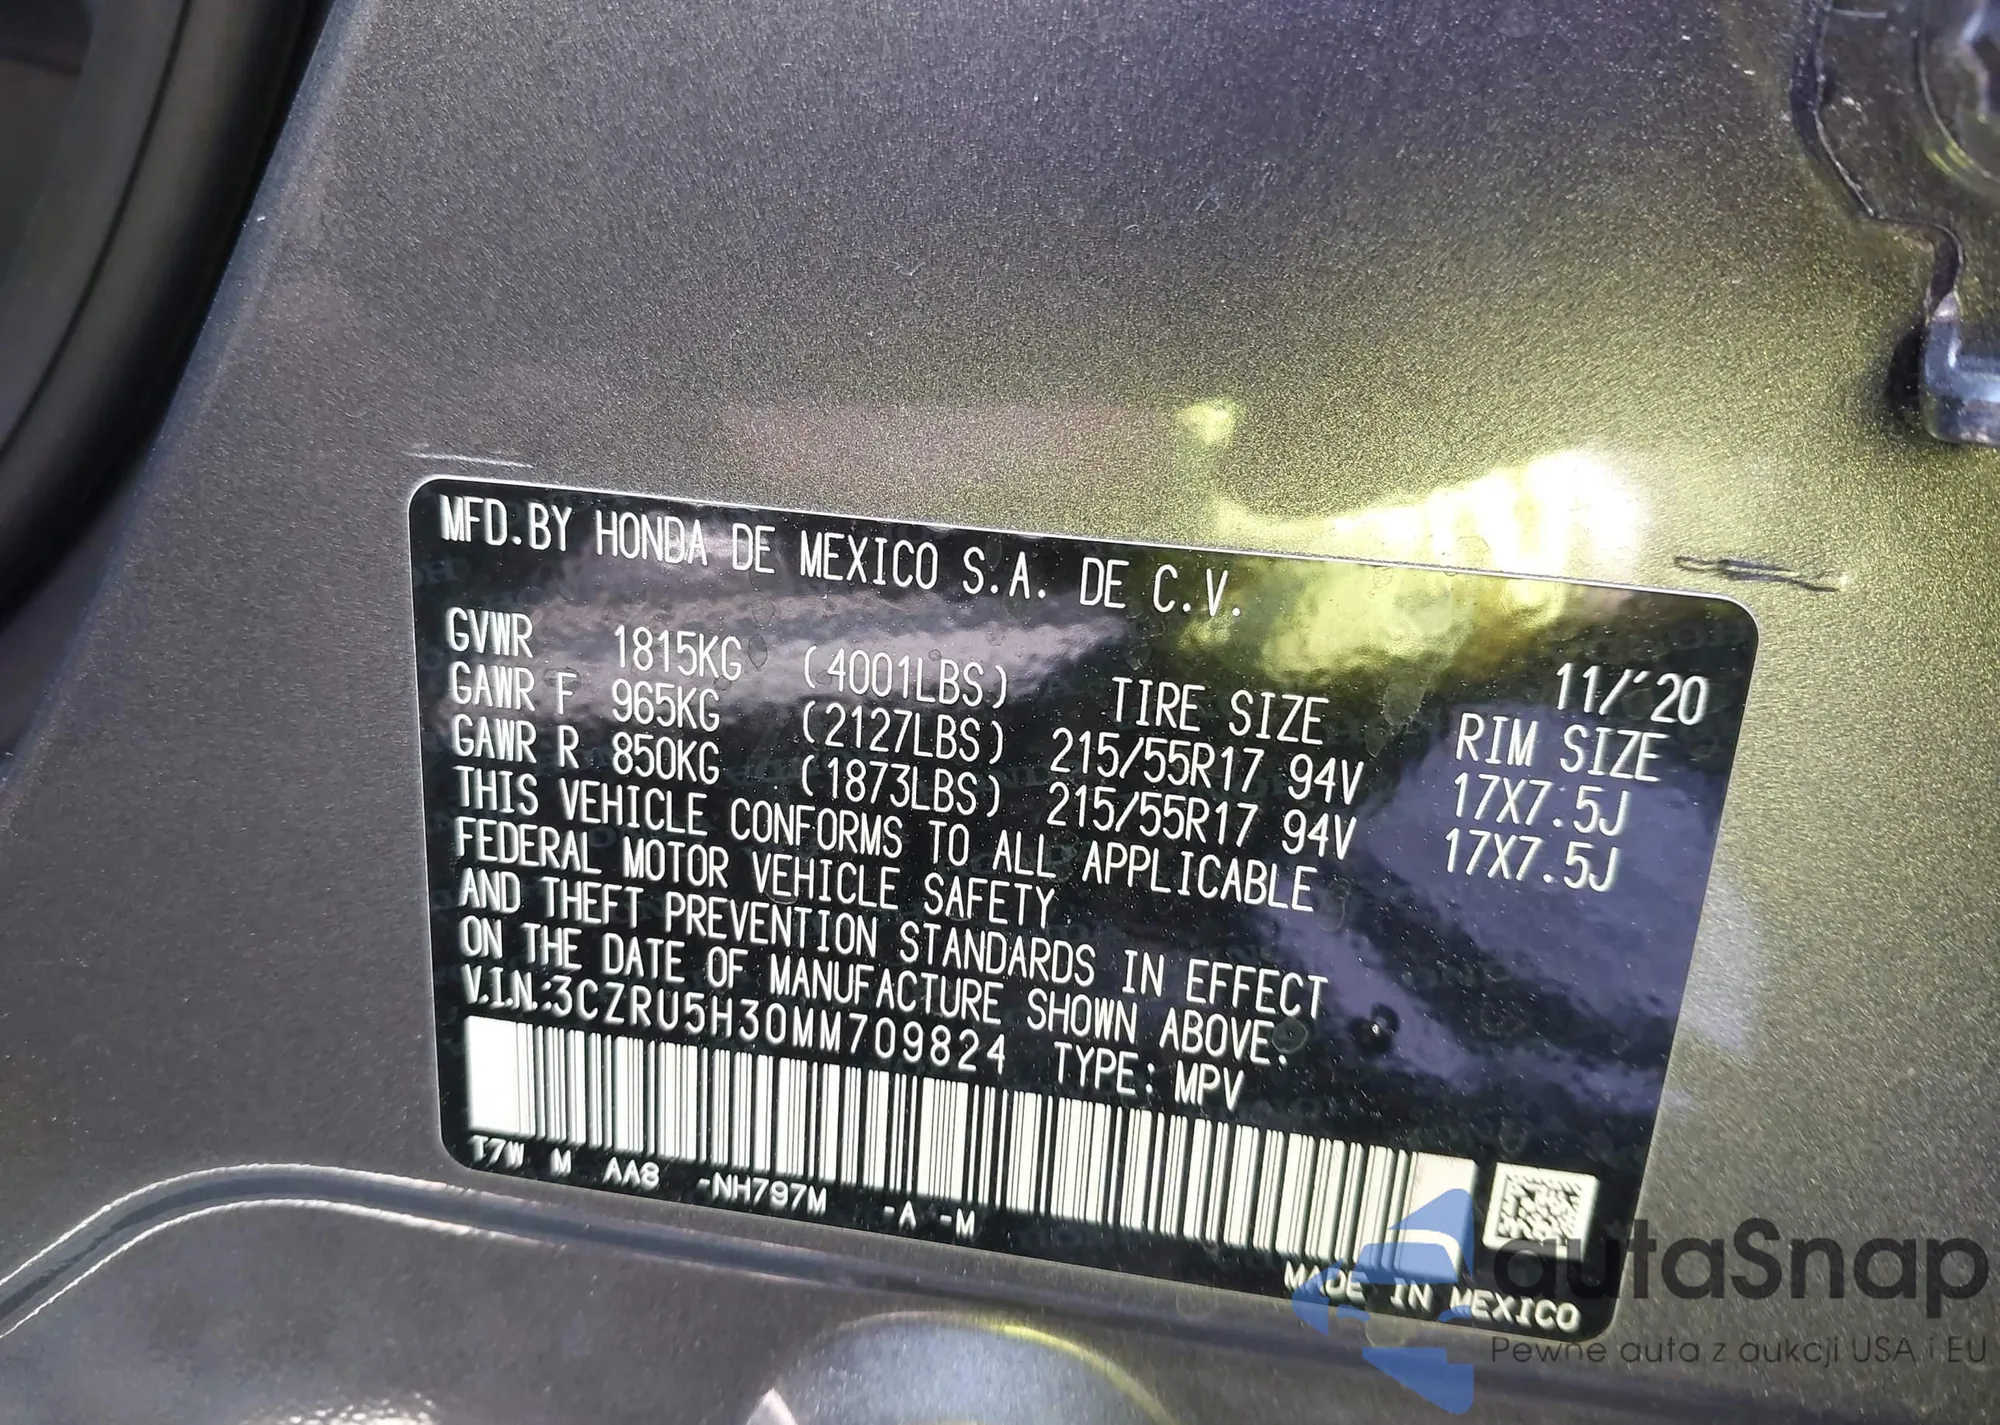 MFD.BY HONDA DE MEXICO S.A. DE C.V.
11/'20
GVWR 1815KG (4001LBS) TIRE SIZE RIM SIZE
GAWR F 965KG (2127LBS) 215/55R17 94V 17X7.5J
GAWR R 850KG (1873LBS) 215/55R17 94V 17X7.5J
THIS VEHICLE CONFORMS TO ALL APPLICABLE
FEDERAL MOTOR VEHICLE SAFETY
AND THEFT PREVENTION STANDARDS IN EFFECT
ON THE DATE OF MANUFACTURE SHOWN ABOVE.
V.I.N.:3CZRU5H30MM709824 TYPE: MPV
T7W M AA8 -NH797M -A -M
MADE IN MEXICO
autaSnap
Pewne auta z aukcji USA i EU